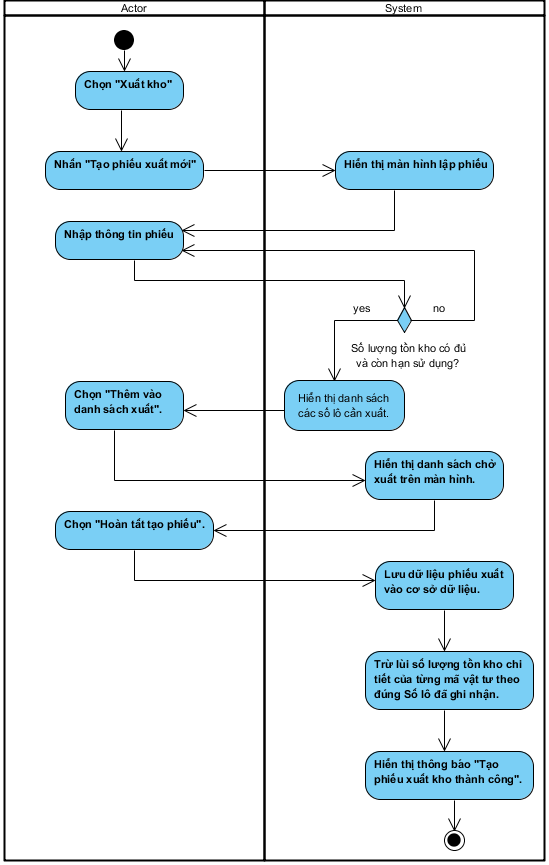 Actor
System
Chọn "Xuất kho"
Nhấn "Tạo phiếu xuất mới"
Hiển thị màn hình lập phiếu
Nhập thông tin phiếu
yes
no
Số lượng tồn kho có đủ
và còn hạn sử dụng?
Hiển thị danh sách
các số lô cần xuất.
Chọn "Thêm vào
danh sách xuất".
Hiển thị danh sách chờ
xuất trên màn hình.
Chọn "Hoàn tất tạo phiếu".
Lưu dữ liệu phiếu xuất
vào cơ sở dữ liệu.
Trừ lùi số lượng tồn kho chi
tiết của từng mã vật tư theo
đúng Số lô đã ghi nhận.
Hiển thị thông báo "Tạo
phiếu xuất kho thành công".